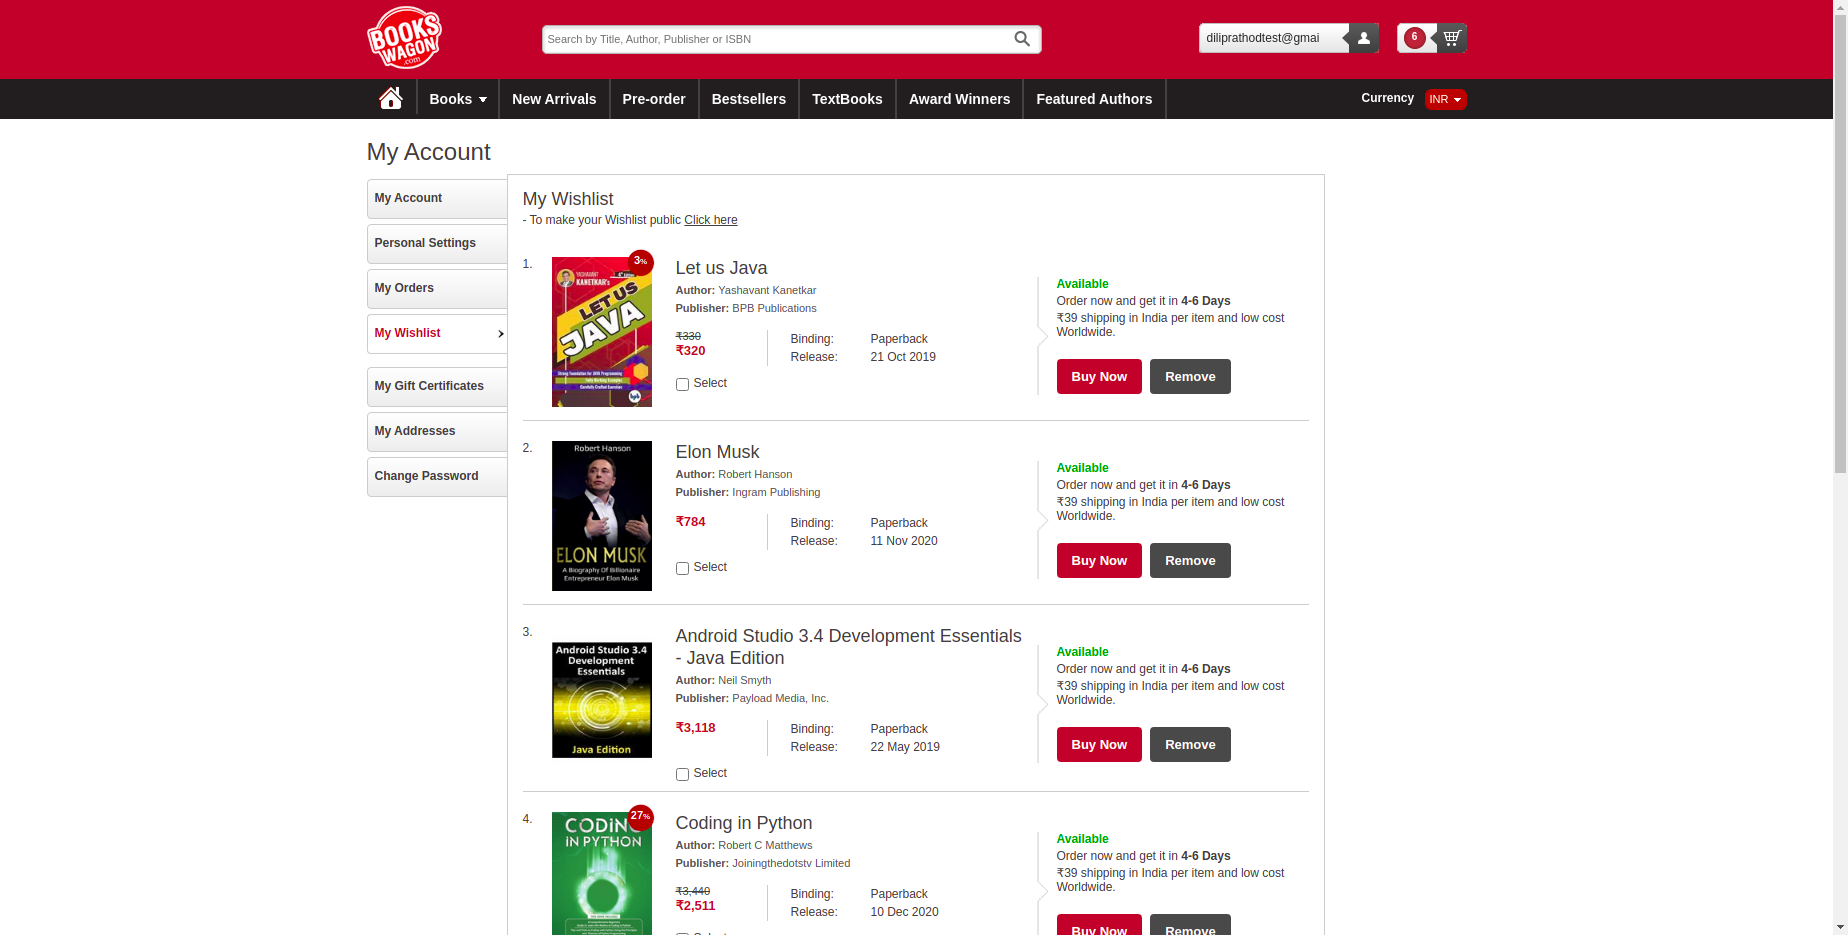 BOOKS
WAGON
.com
Search by Title, Author, Publisher or ISBN
diliprathodtest@gmai
6
Books
New Arrivals
Pre-order
Bestsellers
TextBooks
Award Winners
Featured Authors
Currency
INR
My Account
My Account
Personal Settings
My Orders
My Wishlist
My Gift Certificates
My Addresses
Change Password
My Wishlist
- To make your Wishlist public Click here
1.
3%
YASHAVANT
KANETKAR's
LET US
JAVA
Strong Foundation for JAVA Programming
Fully Working Examples
Carefully Crafted Exercises
bpb
Let us Java
Author: Yashavant Kanetkar
Publisher: BPB Publications
₹330
₹320
Binding: Paperback
Release: 21 Oct 2019
Select
Available
Order now and get it in 4-6 Days
₹39 shipping in India per item and low cost
Worldwide.
Buy Now
Remove
2.
Robert Hanson
ELON MUSK
A Biography Of Billionaire
Entrepreneur Elon Musk
Elon Musk
Author: Robert Hanson
Publisher: Ingram Publishing
₹784
Binding: Paperback
Release: 11 Nov 2020
Select
Available
Order now and get it in 4-6 Days
₹39 shipping in India per item and low cost
Worldwide.
Buy Now
Remove
3.
Android Studio 3.4
Development
Essentials
Java Edition
Android Studio 3.4 Development Essentials
- Java Edition
Author: Neil Smyth
Publisher: Payload Media, Inc.
₹3,118
Binding: Paperback
Release: 22 May 2019
Select
Available
Order now and get it in 4-6 Days
₹39 shipping in India per item and low cost
Worldwide.
Buy Now
Remove
4.
27%
CODING
IN PYTHON
Coding in Python
Author: Robert C Matthews
Publisher: Joiningthedotstv Limited
₹3,440
₹2,511
Binding: Paperback
Release: 10 Dec 2020
Select
Available
Order now and get it in 4-6 Days
₹39 shipping in India per item and low cost
Worldwide.
Buy Now
Remove